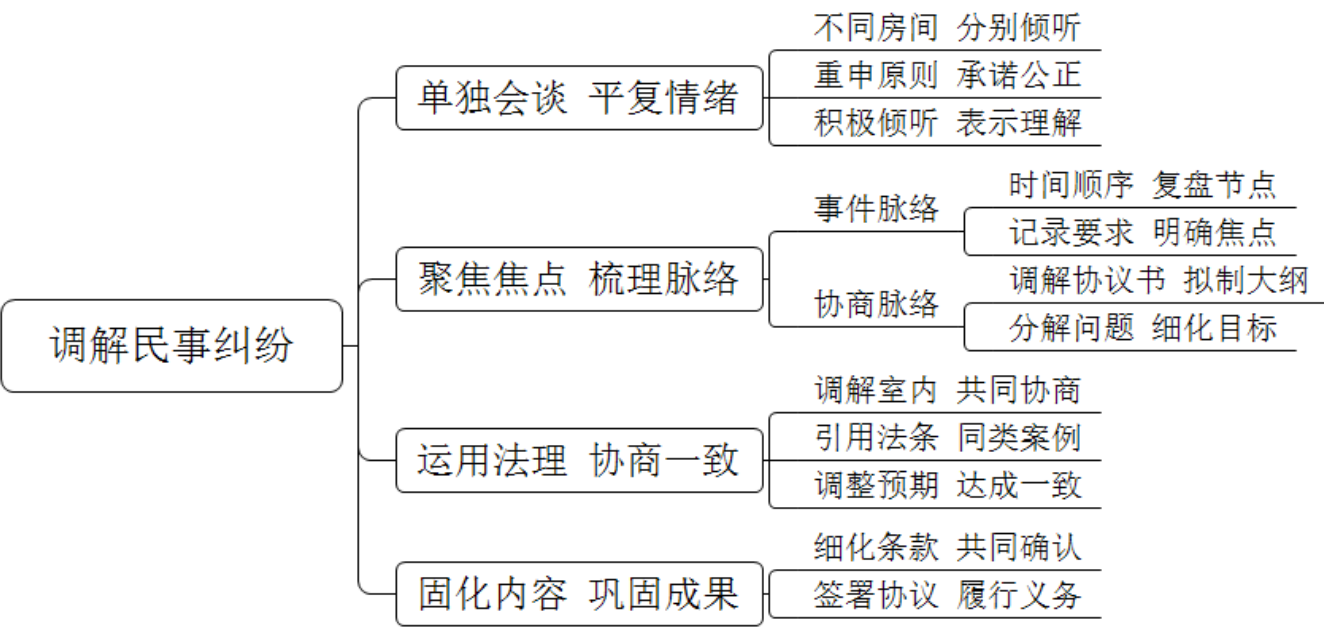 调解民事纠纷
单独会谈 平复情绪
不同房间 分别倾听
重申原则 承诺公正
积极倾听 表示理解
聚焦焦点 梳理脉络
事件脉络
时间顺序 复盘节点
记录要求 明确焦点
协商脉络
调解协议书 拟制大纲
分解问题 细化目标
运用法理 协商一致
调解室内 共同协商
引用法条 同类案例
调整预期 达成一致
固化内容 巩固成果
细化条款 共同确认
签署协议 履行义务